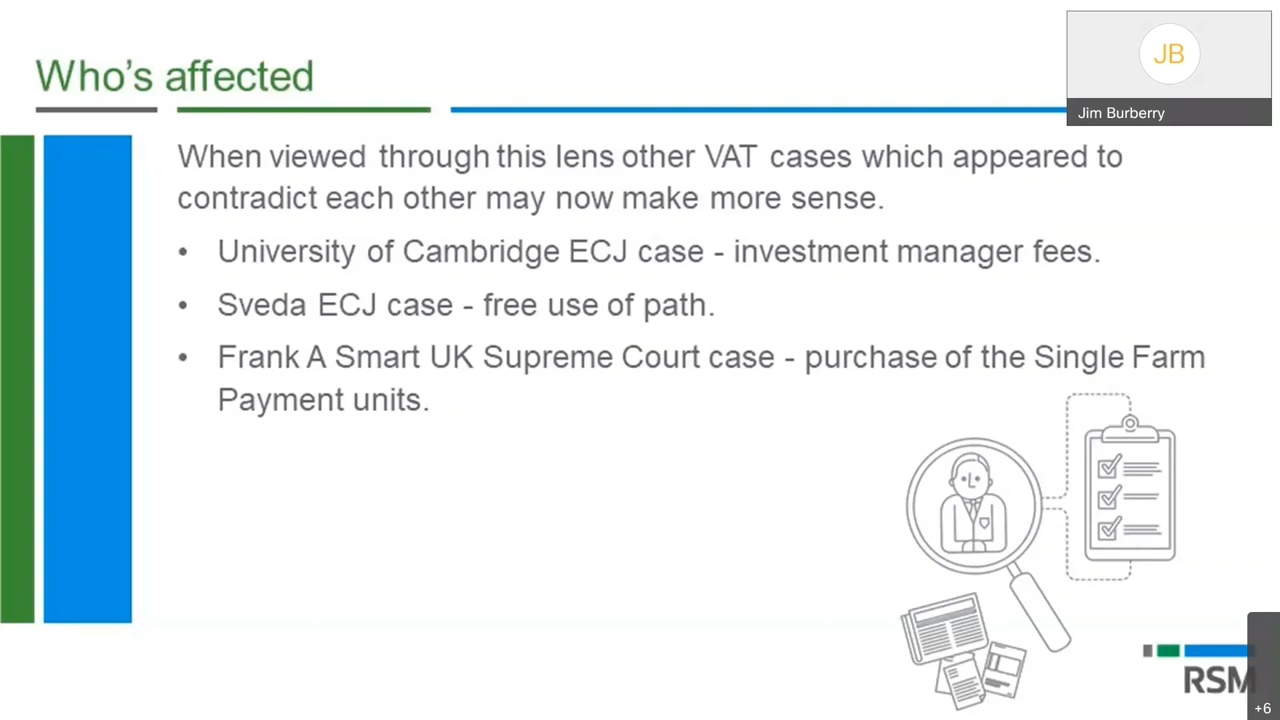 Who's affected
JB
Jim Burberry
When viewed through this lens other VAT cases which appeared to
contradict each other may now make more sense.
• University of Cambridge ECJ case - investment manager fees.
• Sveda ECJ case - free use of path.
• Frank A Smart UK Supreme Court case - purchase of the Single Farm
Payment units.
RSM
+6